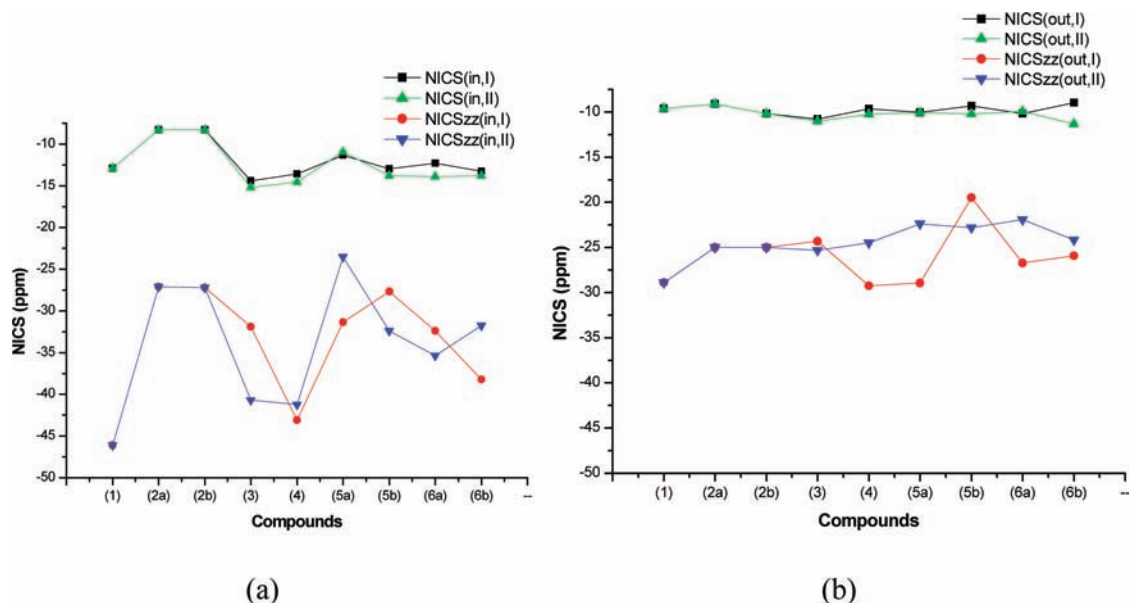 NICS(in,I)
NICS(in,II)
NICSzz(in,I)
NICSzz(in,II)
-10
-15
-20
-25
-30
-35
-40
-45
-50
NICS (ppm)
(1) (2a) (2b) (3) (4) (5a) (5b) (6a) (6b) --
Compounds
(a)
NICS(out,I)
NICS(out,II)
NICSzz(out,I)
NICSzz(out,II)
-10
-15
-20
-25
-30
-35
-40
-45
-50
NICS (ppm)
(1) (2a) (2b) (3) (4) (5a) (5b) (6a) (6b) --
Compounds
(b)